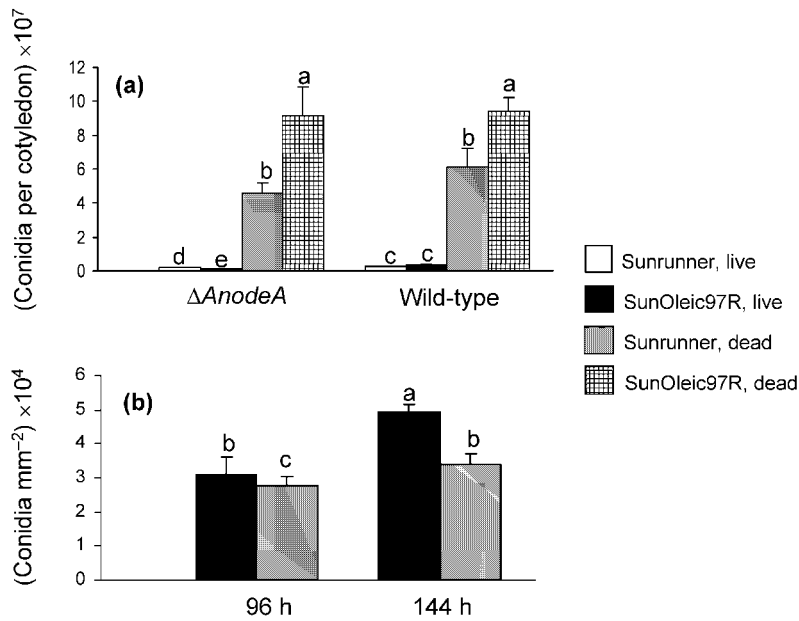 (Conidia per cotyledon) ×10⁷
(a)
12
10
8
6
4
2
0
d
e
b
a
c
c
b
a
ΔAnodeA
Wild-type
Sunrunner, live
SunOleic97R, live
Sunrunner, dead
SunOleic97R, dead
(Conidia mm⁻²) ×10⁴
(b)
6
5
4
3
2
1
0
b
c
a
b
96 h
144 h